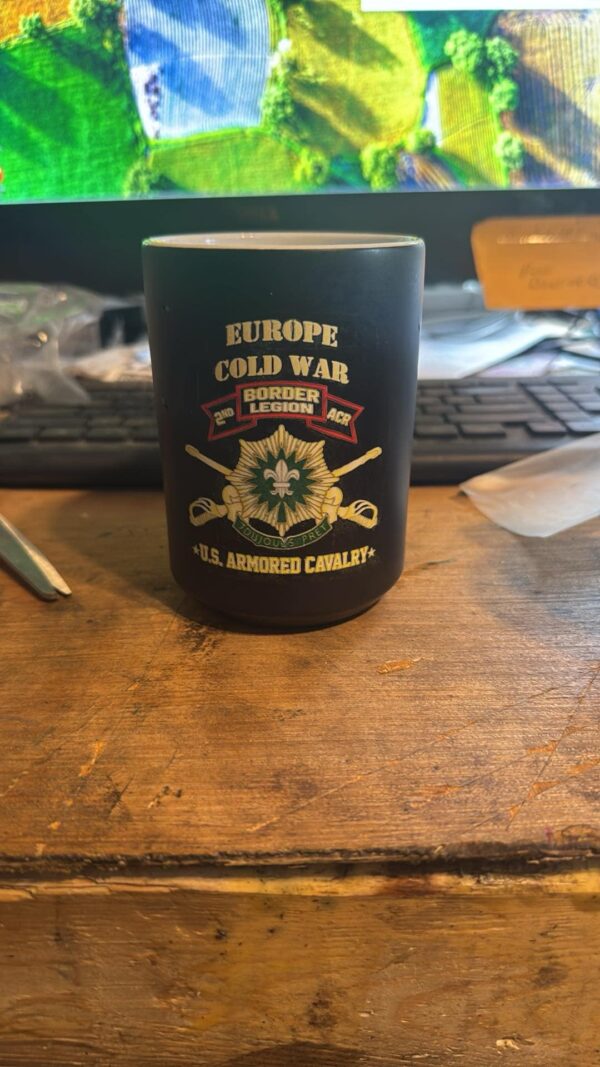 EUROPE
COLD WAR
BORDER
2ND LEGION ACR
TOUJOURS PRET
★U.S. ARMORED CAVALRY★